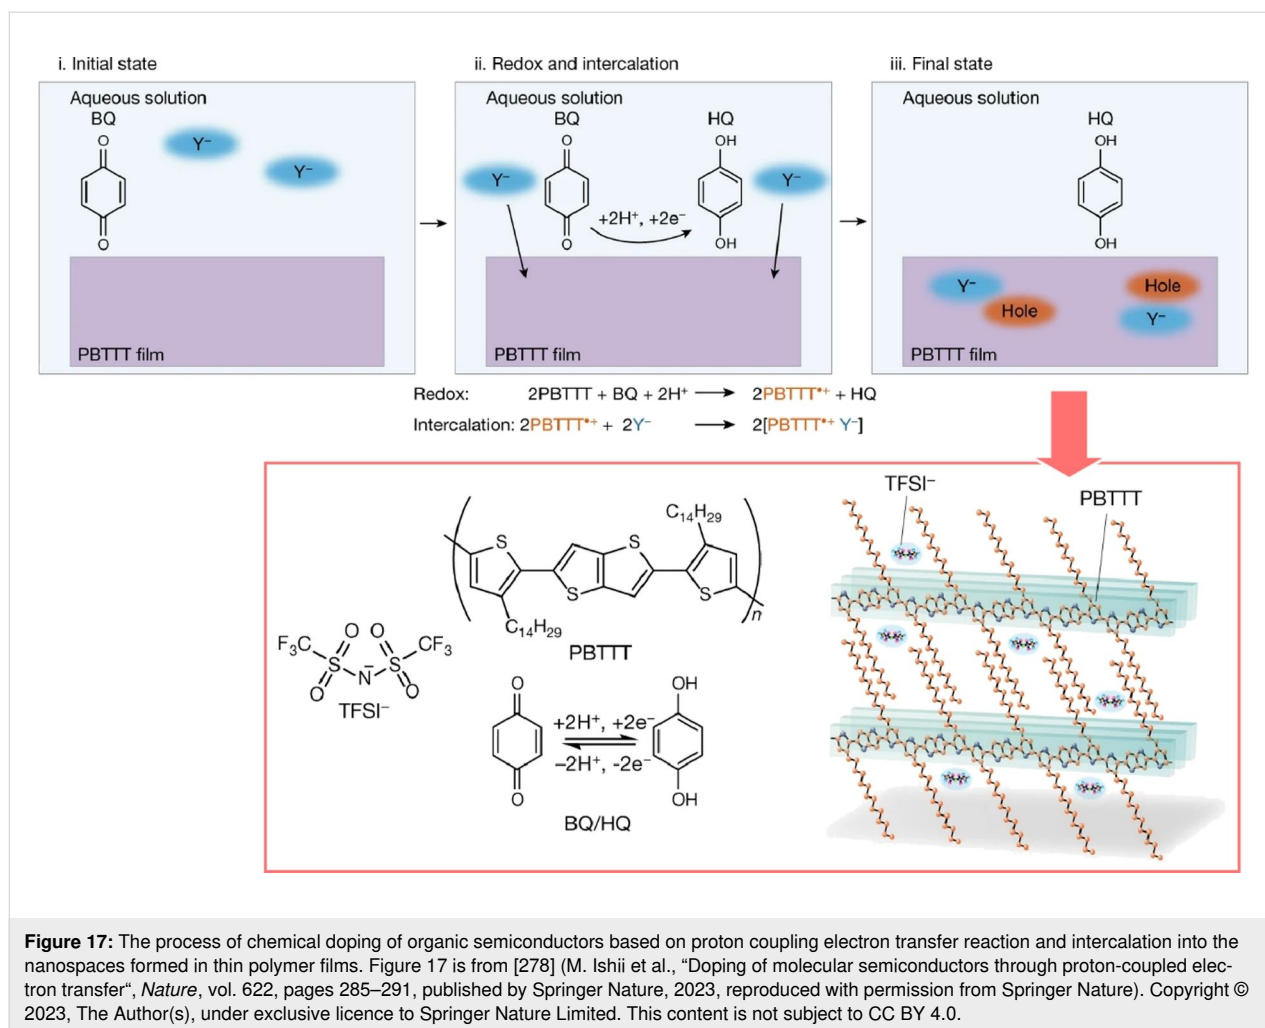 i. Initial state
Aqueous solution
BQ
O
O
Y⁻
Y⁻
PBTTT film
ii. Redox and intercalation
Aqueous solution
BQ
HQ
O
OH
Y⁻
Y⁻
+2H⁺, +2e⁻
O
OH
PBTTT film
iii. Final state
Aqueous solution
HQ
OH
OH
Y⁻
Hole
Hole
Y⁻
PBTTT film
Redox: 2PBTTT + BQ + 2H⁺ → 2PBTTT•⁺ + HQ
Intercalation: 2PBTTT•⁺ + 2Y⁻ → 2[PBTTT•⁺ Y⁻]
C₁₄H₂₉
S
S
S
S
n
C₁₄H₂₉
PBTTT
O
O
F₃C
CF₃
S
S
N⁻
O
O
TFSI⁻
O
OH
+2H⁺, +2e⁻
–2H⁺, -2e⁻
O
OH
BQ/HQ
TFSI⁻
PBTTT
Figure 17: The process of chemical doping of organic semiconductors based on proton coupling electron transfer reaction and intercalation into the
nanospaces formed in thin polymer films. Figure 17 is from [278] (M. Ishii et al., “Doping of molecular semiconductors through proton-coupled elec-
tron transfer“, Nature, vol. 622, pages 285–291, published by Springer Nature, 2023, reproduced with permission from Springer Nature). Copyright ©
2023, The Author(s), under exclusive licence to Springer Nature Limited. This content is not subject to CC BY 4.0.